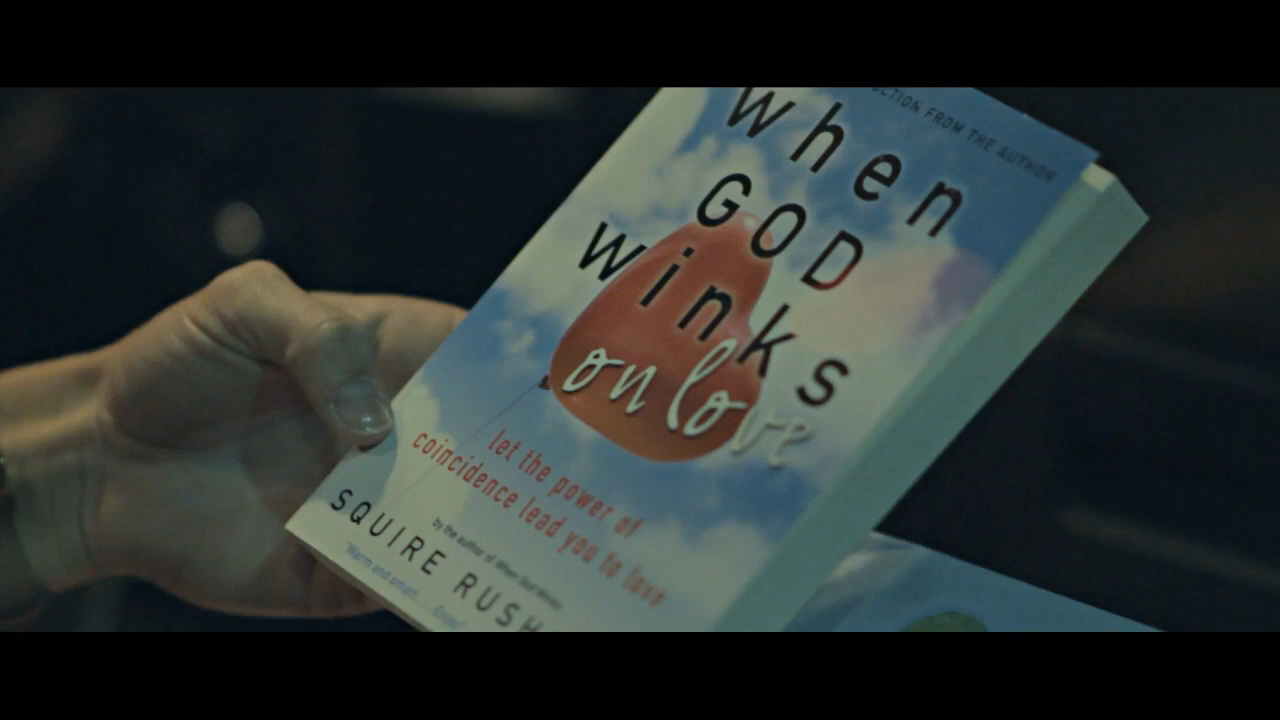 CTION FROM THE AUTHOR
when
GOD
winks
on love
let the power of
coincidence lead you to love
by the author of When God Winks
SQUIRE RUSH
"Warm and smart...